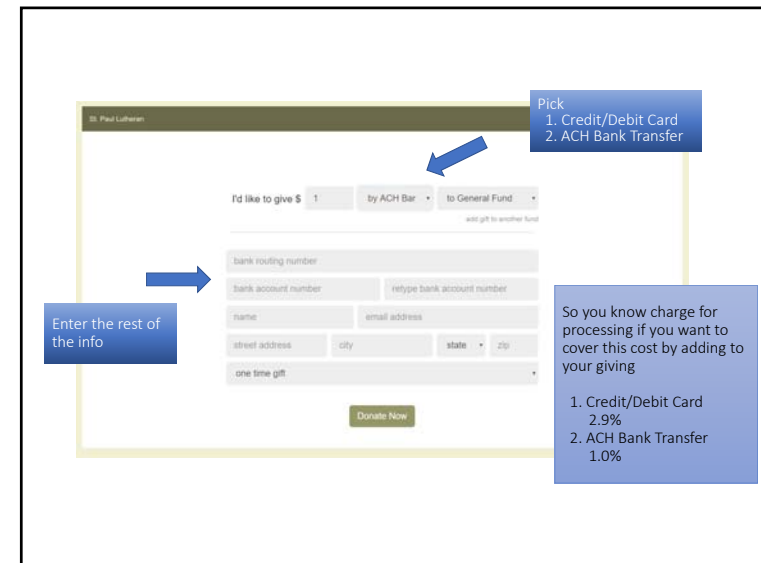 Pick
1. Credit/Debit Card
2. ACH Bank Transfer
St. Paul Lutheran
I'd like to give $ 1 by ACH Bar to General Fund
add gift to another fund
bank routing number
bank account number retype bank account number
name email address
street address city state zip
one time gift
Donate Now
Enter the rest of
the info
So you know charge for
processing if you want to
cover this cost by adding to
your giving
1. Credit/Debit Card
2.9%
2. ACH Bank Transfer
1.0%